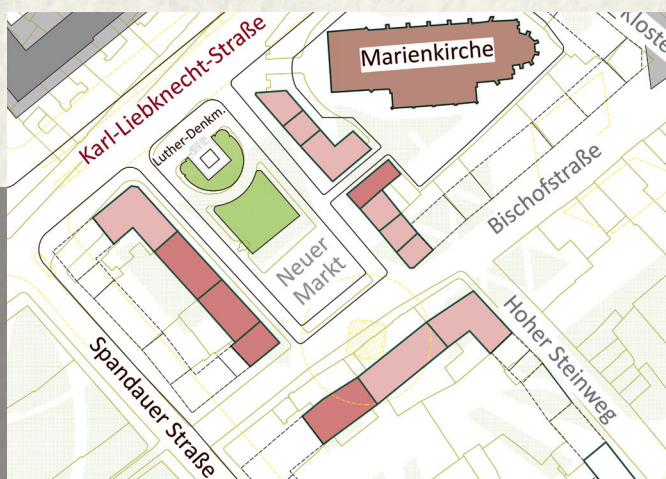 Marienkirche
Karl-Liebknecht-Straße
Luther-Denkm.
Neuer
Markt
Bischofstraße
Hoher Steinweg
Spandauer Straße